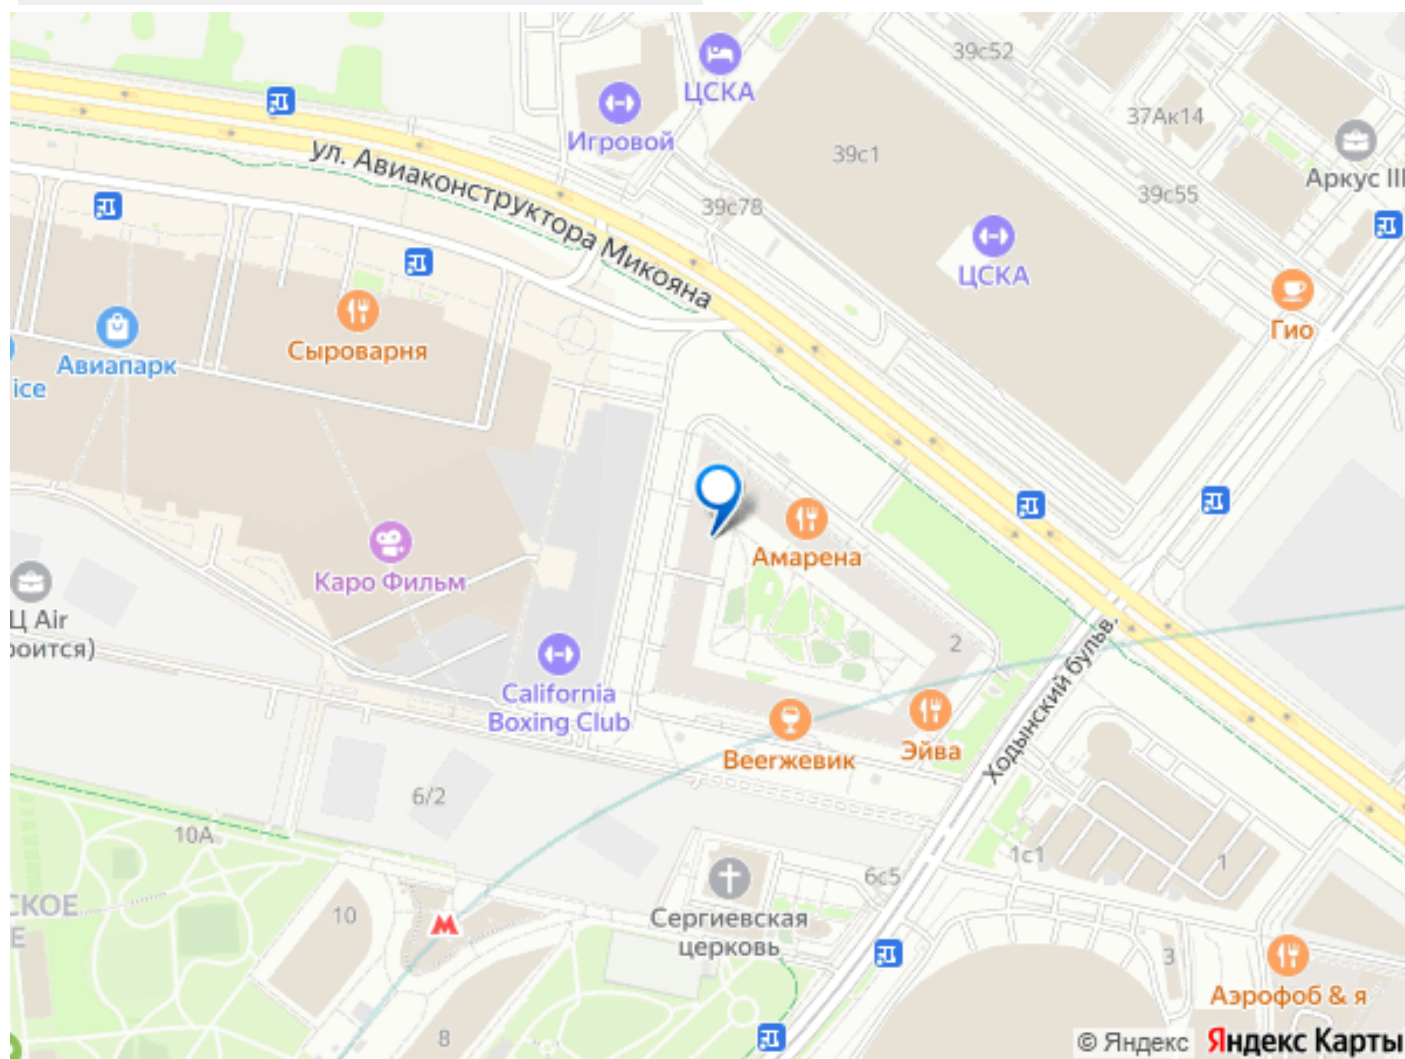 39с52
ЦСКА
37Ак14
Игровой
39с1
Аркус III
ул. Авиаконструктора Микояна
39с78
39с55
ЦСКА
Гио
Сыроварня
Авиапарк
ice
Амарена
Каро Фильм
Ц Air
роится)
2
Ходынский бульв.
California
Boxing Club
Эйва
Beerжевик
6/2
10А
1с1
1
6с5
СКОЕ
Е
10
Сергиевская
церковь
3
Аэрофоб & я
8
© Яндекс Яндекс Карты